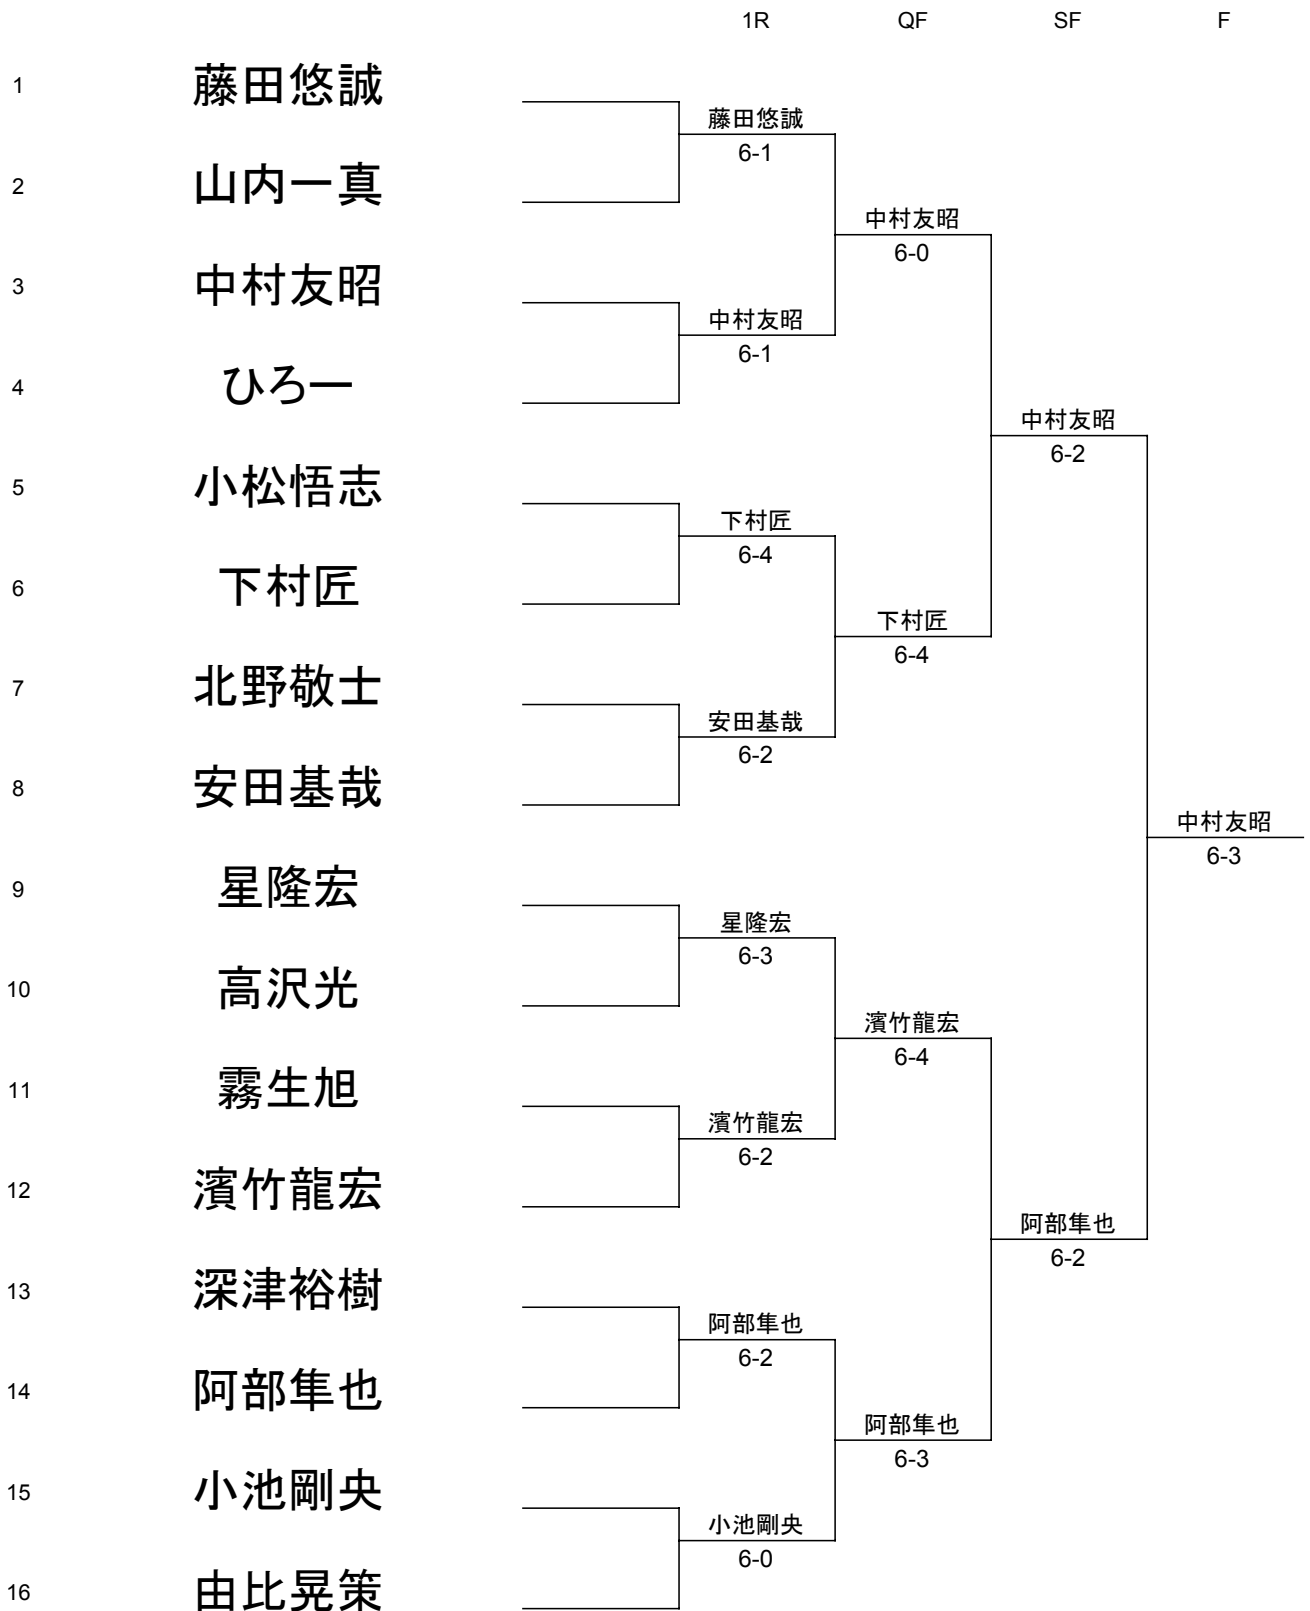 1R QF SF F
1 藤田悠誠
藤田悠誠
6-1
2 山内一真
中村友昭
6-0
3 中村友昭
中村友昭
6-1
4 ひろー
中村友昭
6-2
5 小松悟志
下村匠
6-4
6 下村匠
下村匠
6-4
7 北野敬士
安田基哉
6-2
8 安田基哉
中村友昭
6-3
9 星隆宏
星隆宏
6-3
10 高沢光
濱竹龍宏
6-4
11 霧生旭
濱竹龍宏
6-2
12 濱竹龍宏
阿部隼也
6-2
13 深津裕樹
阿部隼也
6-2
14 阿部隼也
阿部隼也
6-3
15 小池剛央
小池剛央
6-0
16 由比晃策